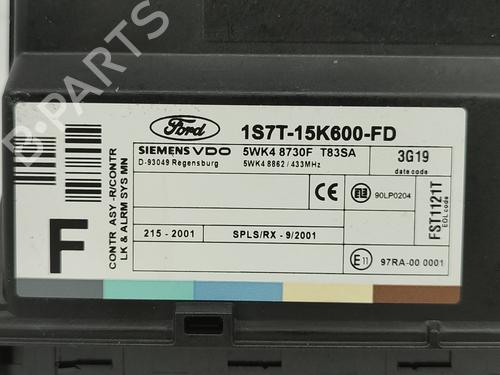 Ford
1S7T-15K600-FD
SIEMENS VDO
5WK4 8730F T83SA
D-93049 Regensburg
5WK4 8862 / 433MHz
3G19
date code
CONTR ASY-R/CONTR
LK & ALRM SYS MN
F
CE
90LP0204
FST1121T
EOL code
215 - 2001
SPLS/RX - 9/2001
E11
97RA-00 0001
B-PARTS